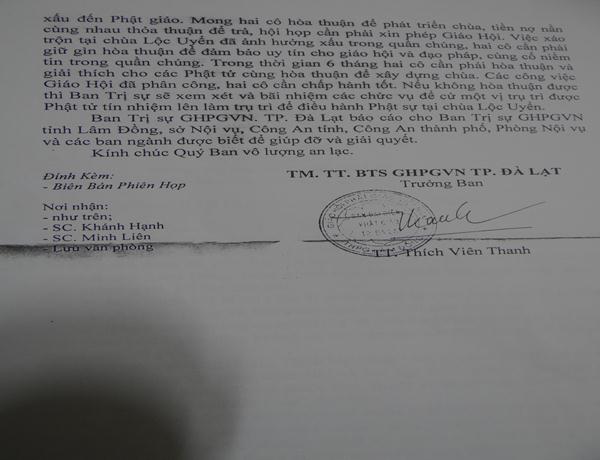 xấu đến Phật giáo. Mong hai cô hòa thuận để phát triển chùa, tiền nợ nần
cùng nhau thỏa thuận để trả, hội họp cần phải xin phép Giáo Hội. Việc xáo
trộn tại chùa Lộc Uyển đã ảnh hưởng xấu trong quần chúng, hai cô cần phải
giữ gìn hòa thuận để đảm bảo uy tín cho giáo hội và đạo pháp, củng cố niềm
tin trong quần chúng. Trong thời gian 6 tháng hai cô cần phải hòa thuận và
giải thích cho các Phật tử cùng hòa thuận để xây dựng chùa. Các công việc
Giáo Hội đã phân công, hai cô cần chấp hành tốt. Nếu không hòa thuận được
thì Ban Trị sự sẽ xem xét và bãi nhiệm các chức vụ để cử một vị trụ trì được
Phật tử tín nhiệm lên làm trụ trì để điều hành Phật sự tại chùa Lộc Uyển.
Ban Trị sự GHPGVN. TP. Đà Lạt báo cáo cho Ban Trị sự GHPGVN
tỉnh Lâm Đồng, sở Nội vụ, Công An tỉnh, Công An thành phố, Phòng Nội vụ
và các ban ngành được biết để giúp đỡ và giải quyết.
Kính chúc Quý Ban vô lượng an lạc.
Đính Kèm:
- Biên Bản Phiên Họp
TM. TT. BTS GHPGVN TP. ĐÀ LẠT
Trưởng Ban
Nơi nhận:
- như trên;
- SC. Khánh Hạnh
- SC. Minh Liên
- Lưu văn phòng
TT. Thích Viên Thanh